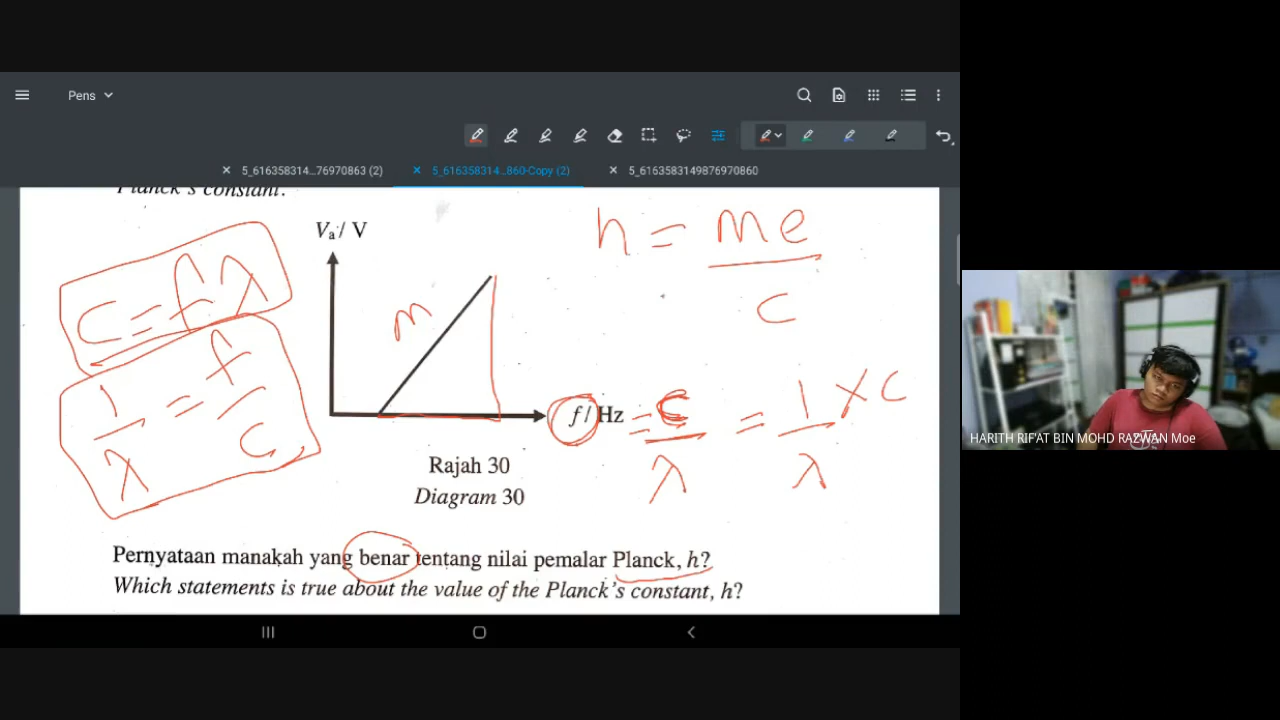 Pens
5_616358314...76970863 (2)
5_616358314...860-Copy (2)
5_6163583149876970860
Planck's constant.
Vₐ / V
h = me
c
c = fλ
m
1/λ = f/c
f / Hz = c/λ = 1/λ × c
Rajah 30
Diagram 30
Pernyataan manakah yang benar tentang nilai pemalar Planck, h?
Which statements is true about the value of the Planck's constant, h?
HARITH RIF'AT BIN MOHD RAZWAN Moe